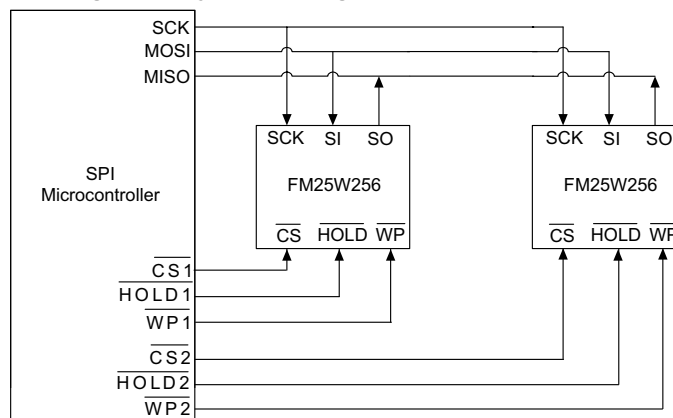 SCK
MOSI
MISO
SPI
Microcontroller
CS1
HOLD1
WP1
CS2
HOLD2
WP2
SCK SI SO
FM25W256
CS HOLD WP
SCK SI SO
FM25W256
CS HOLD WP